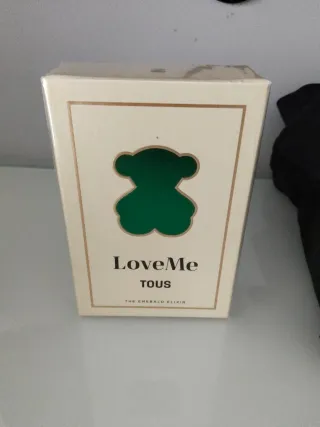 LoveMe
TOUS
THE EMERALD ELIXIR